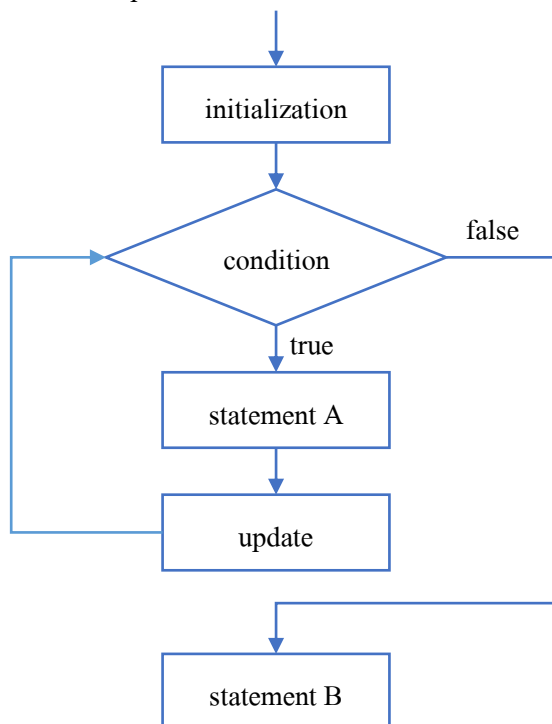 initialization
false
condition
true
statement A
update
statement B